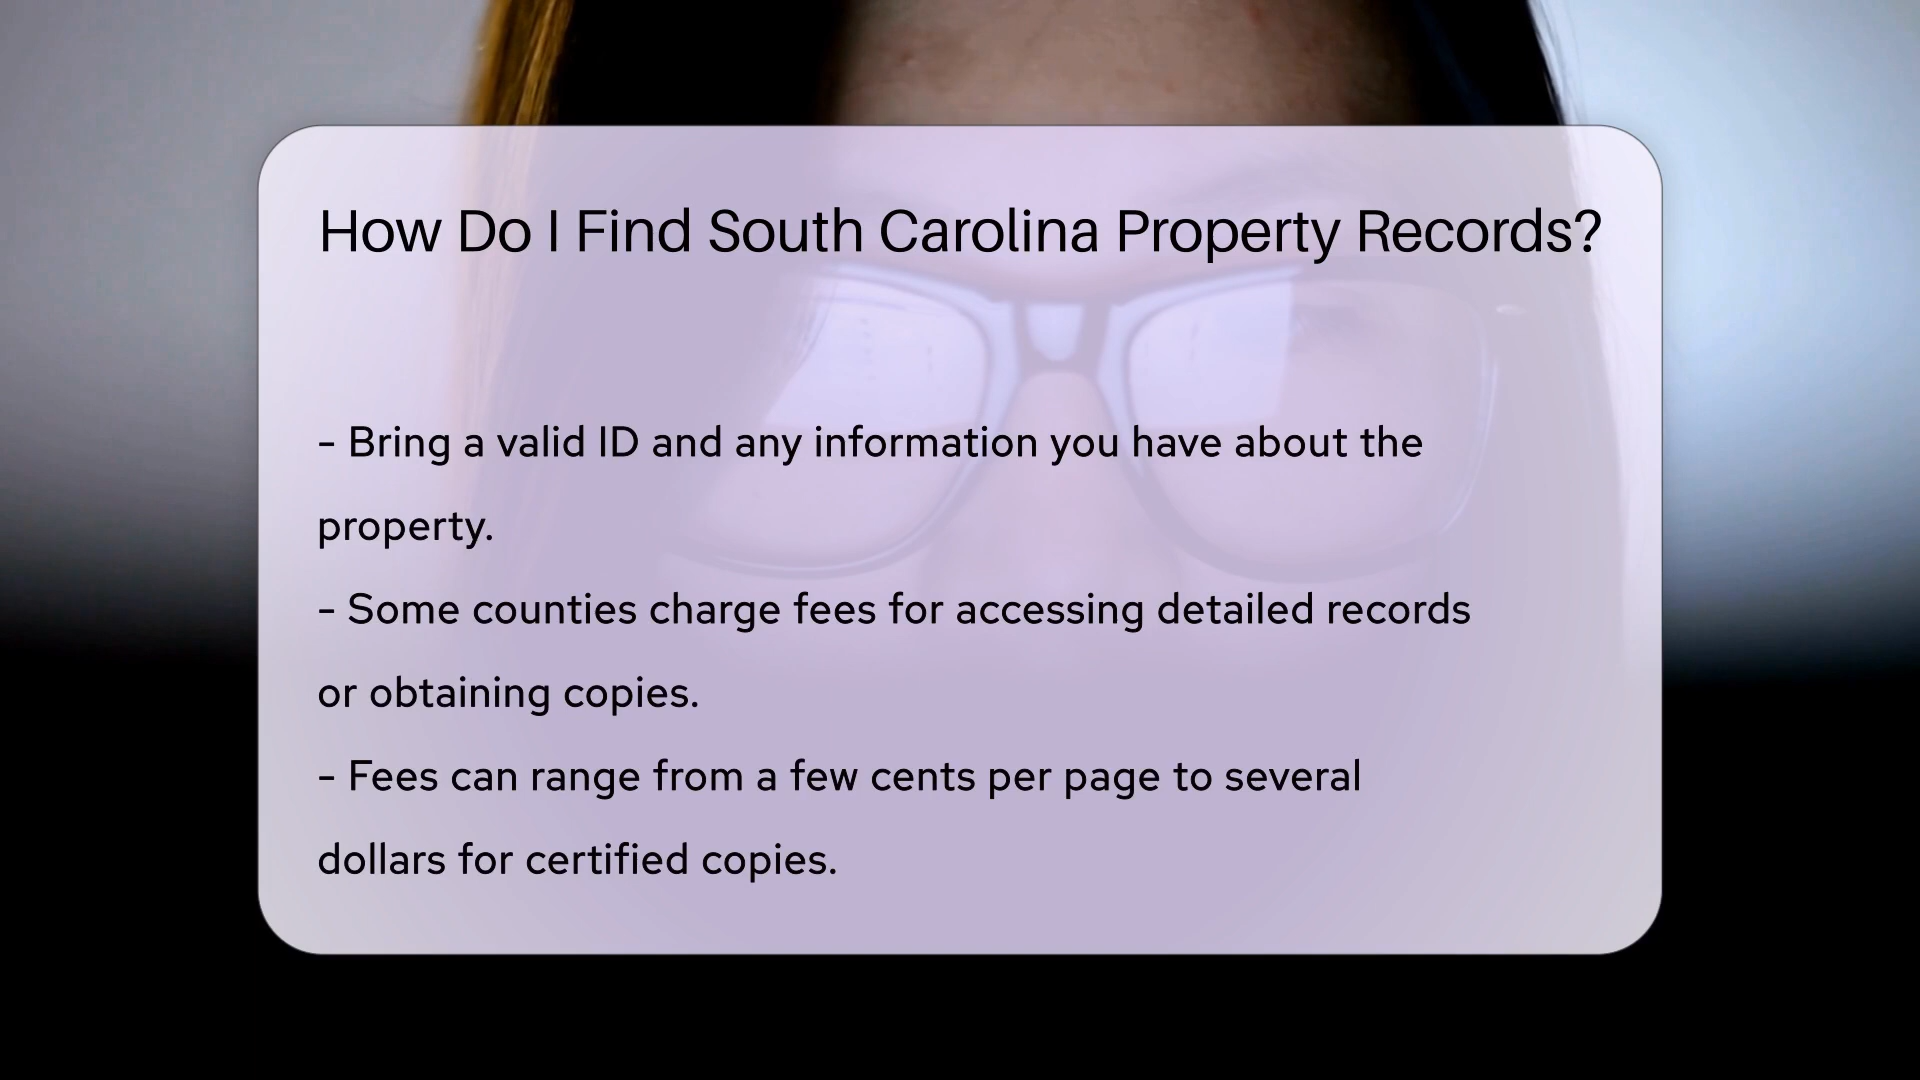 How Do I Find South Carolina Property Records?
- Bring a valid ID and any information you have about the
property.
- Some counties charge fees for accessing detailed records
or obtaining copies.
- Fees can range from a few cents per page to several
dollars for certified copies.